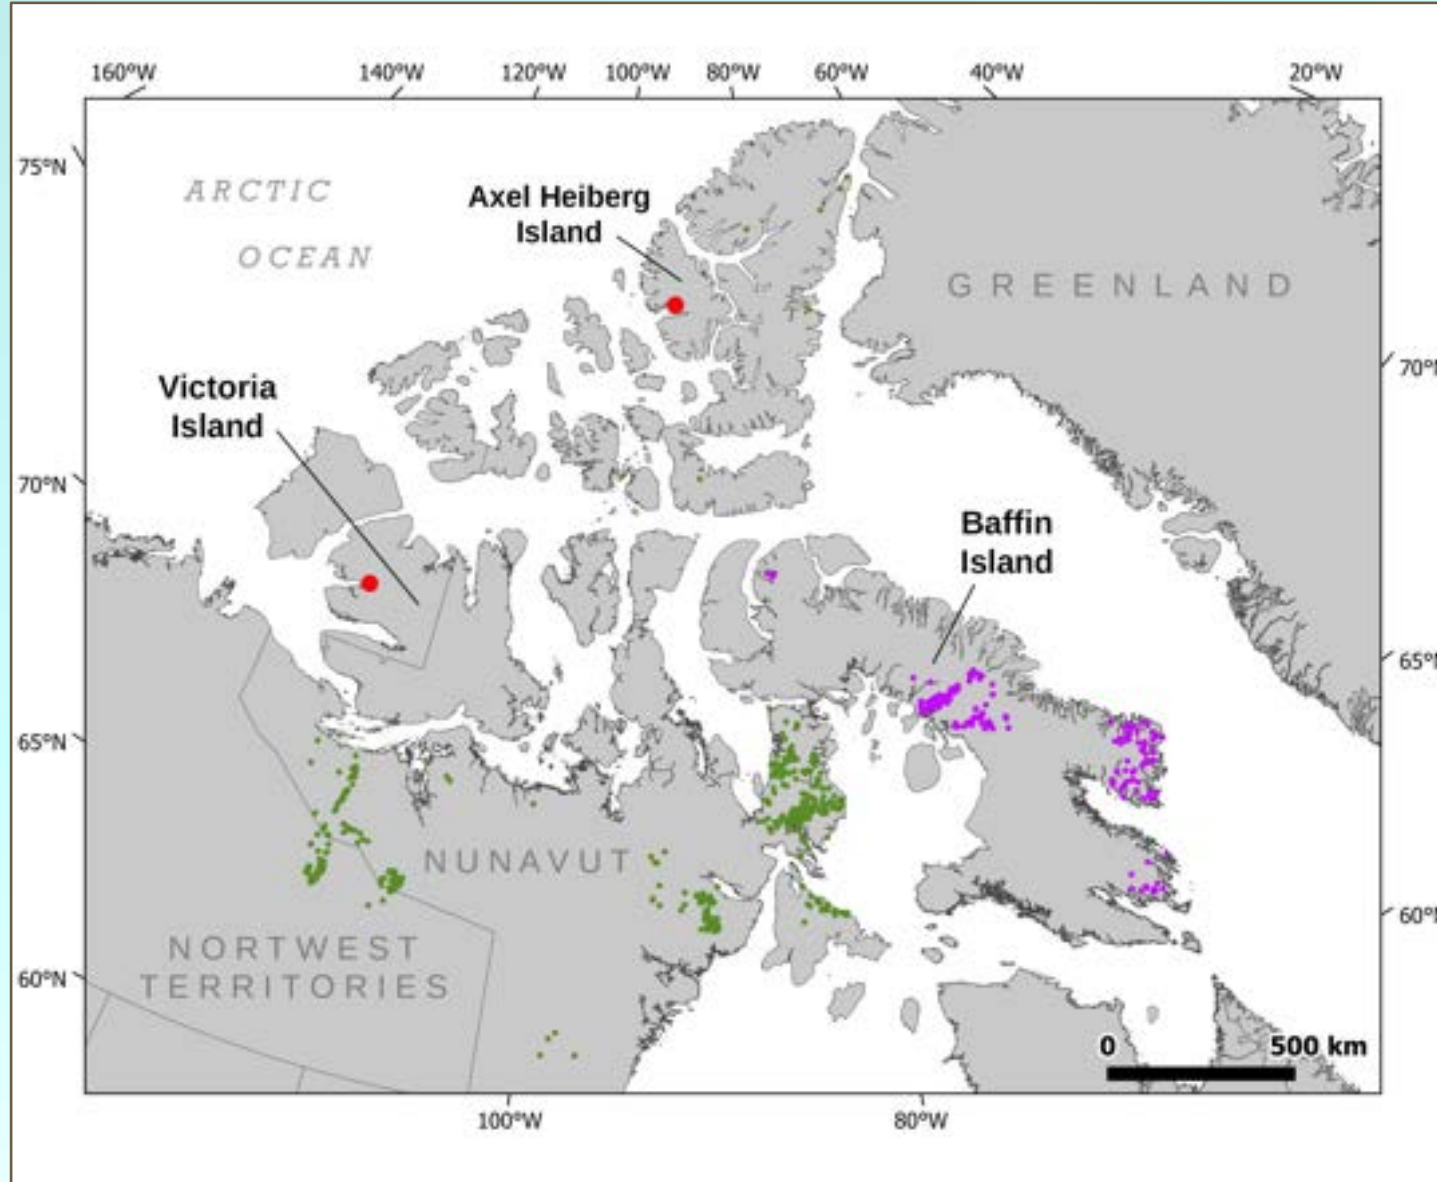 160°W 140°W 120°W 100°W 80°W 60°W 40°W 20°W
75°N
ARCTIC
OCEAN
Axel Heiberg
Island
GREENLAND
70°N
Victoria
Island
70°N
Baffin
Island
65°N
65°N
NUNAVUT
60°N
NORTWEST
TERRITORIES
60°N
0 500 km
100°W 80°W